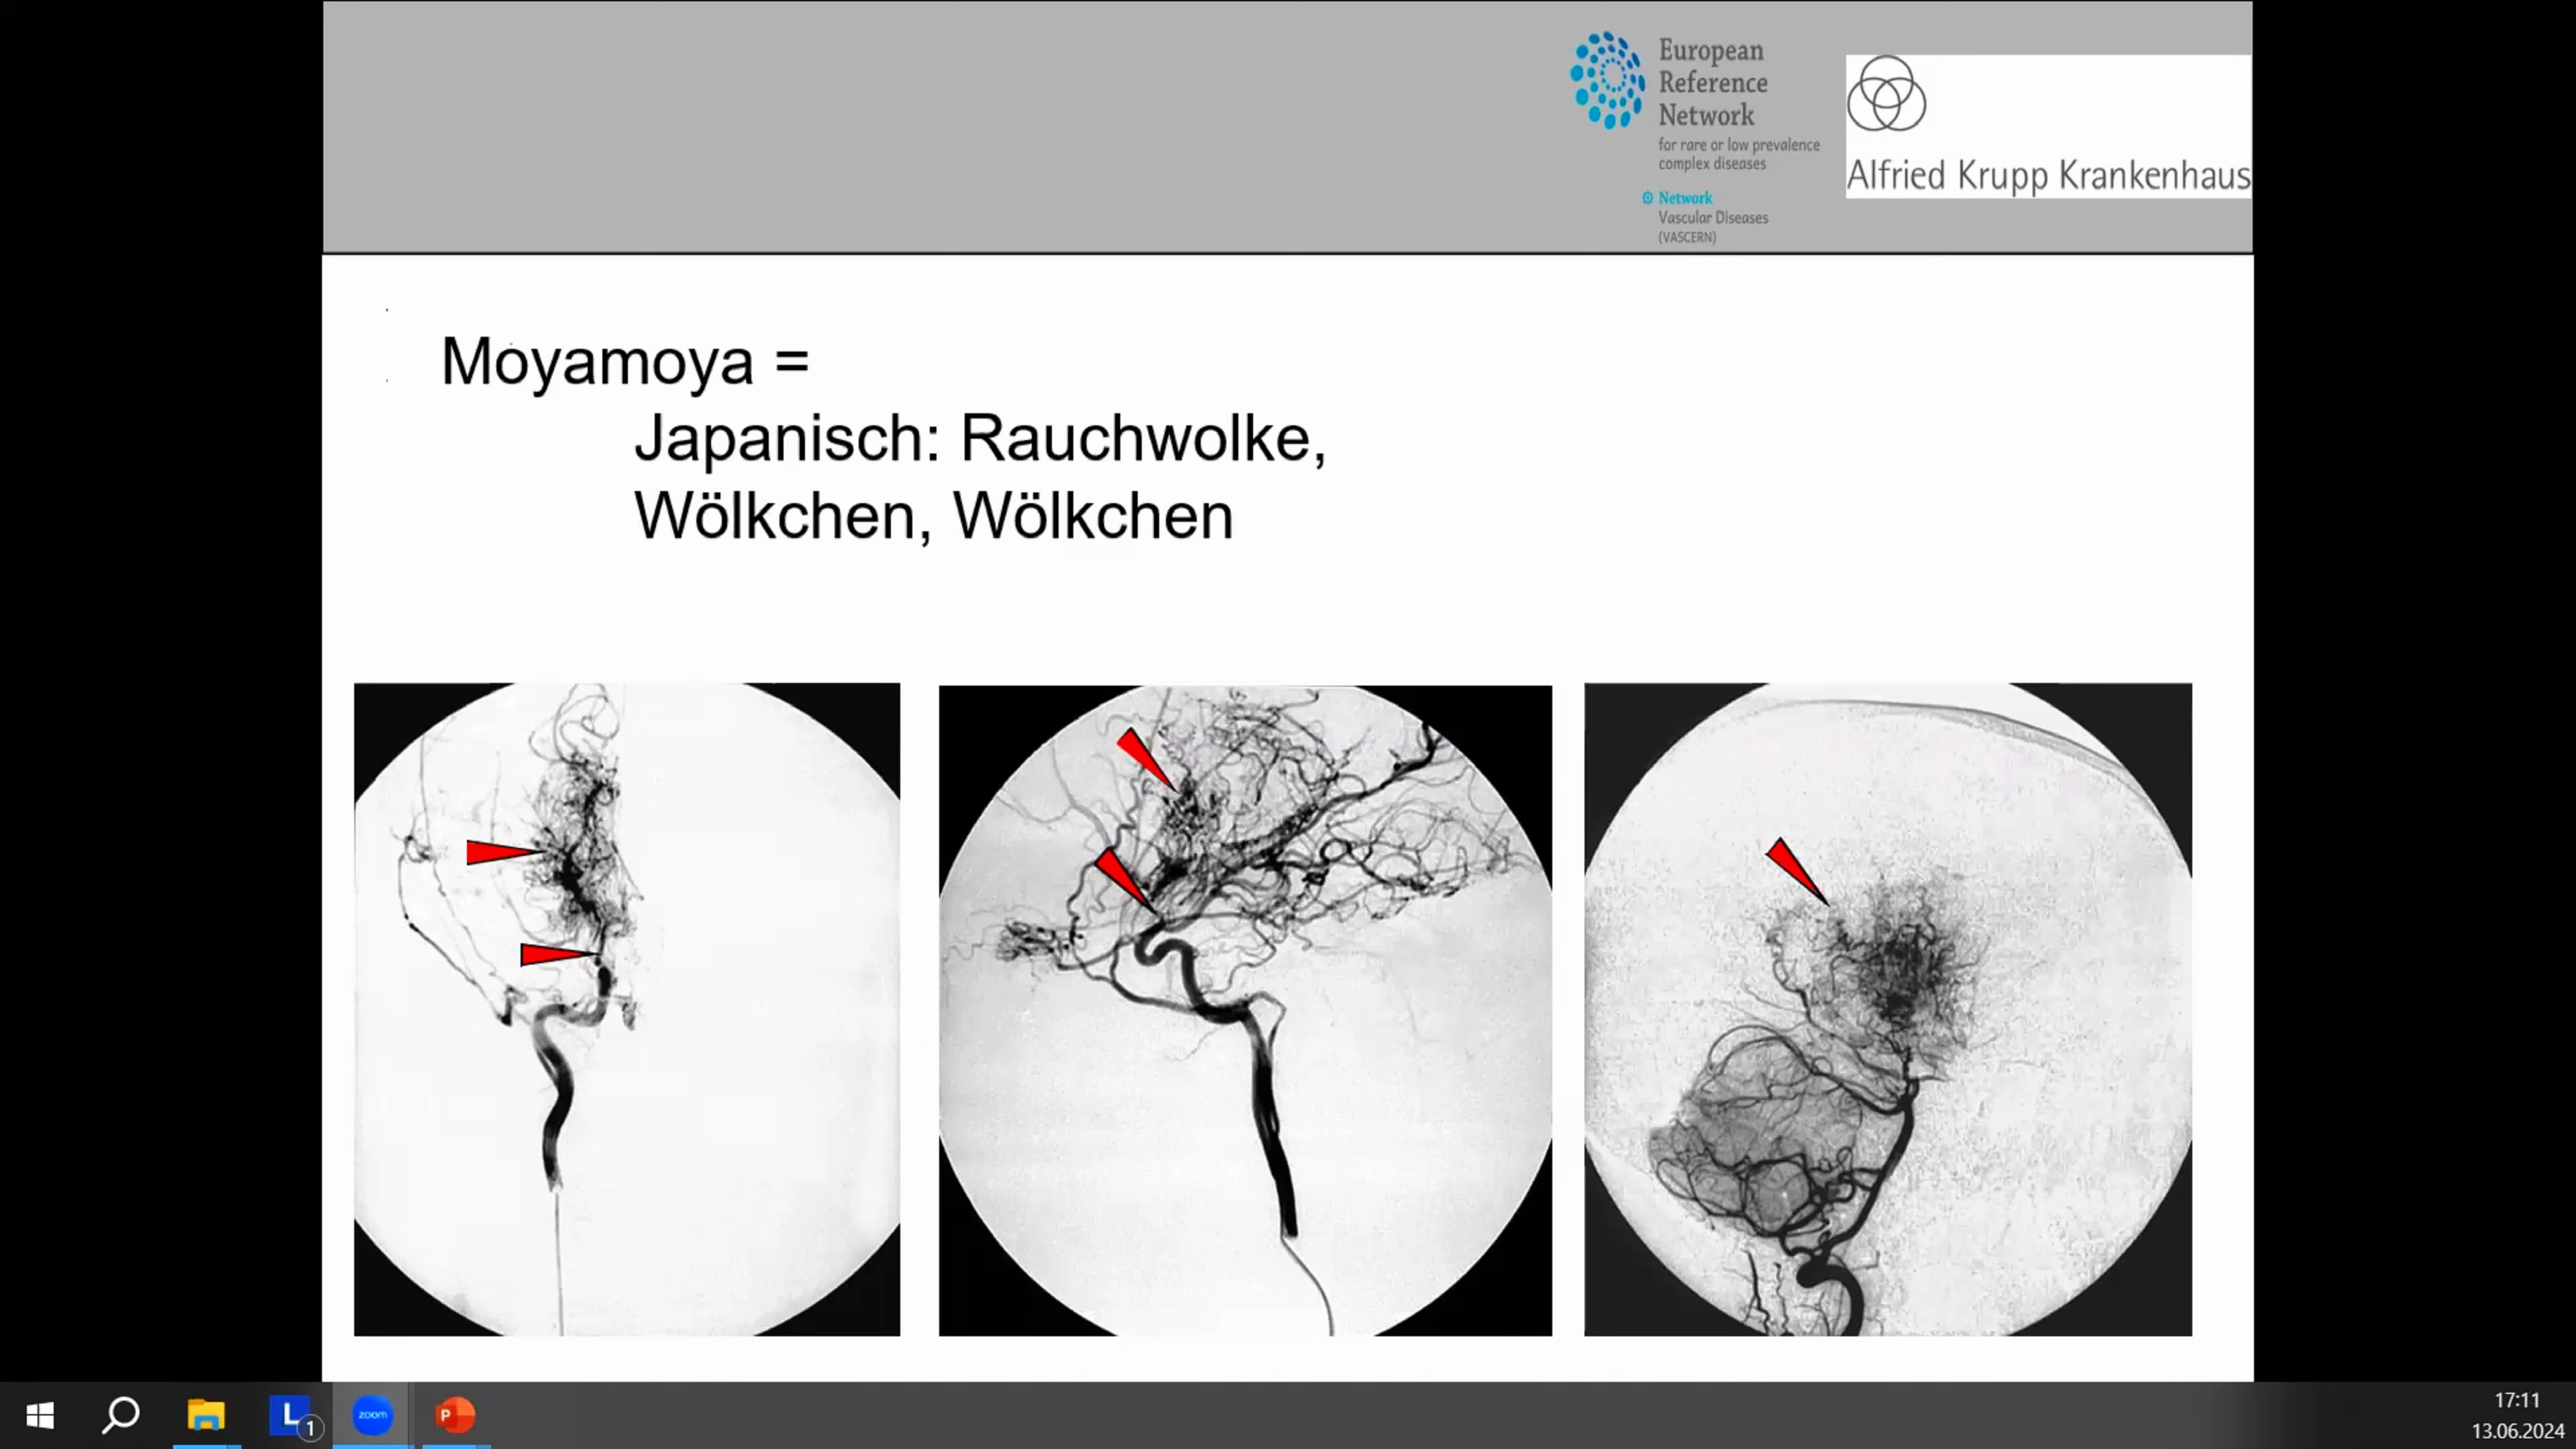 European
Reference
Network
for rare or low prevalence
complex diseases
Network
Vascular Diseases
(VASCERN)
Alfried Krupp Krankenhaus
Moyamoya =
Japanisch: Rauchwolke,
Wölkchen, Wölkchen
L
1
zoom
P
17:11
13.06.2024